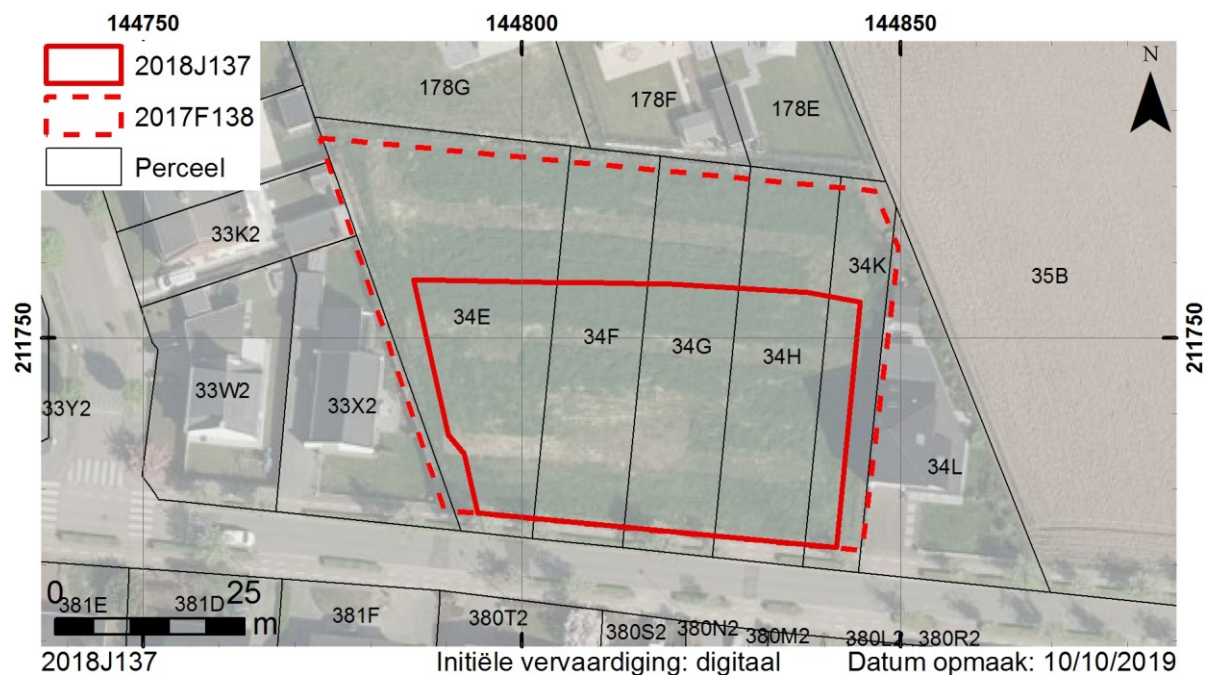 144750 144800 144850
2018J137
2017F138
Perceel
N
178G 178F 178E
33K2
34K
35B
34E
34F
34G
34H
211750 211750
33Y2
33W2
33X2
34L
0 25
m
381E 381D 381F 380T2 380S2 380N2 380M2 380L2 380R2
2018J137 Initiële vervaardiging: digitaal Datum opmaak: 10/10/2019